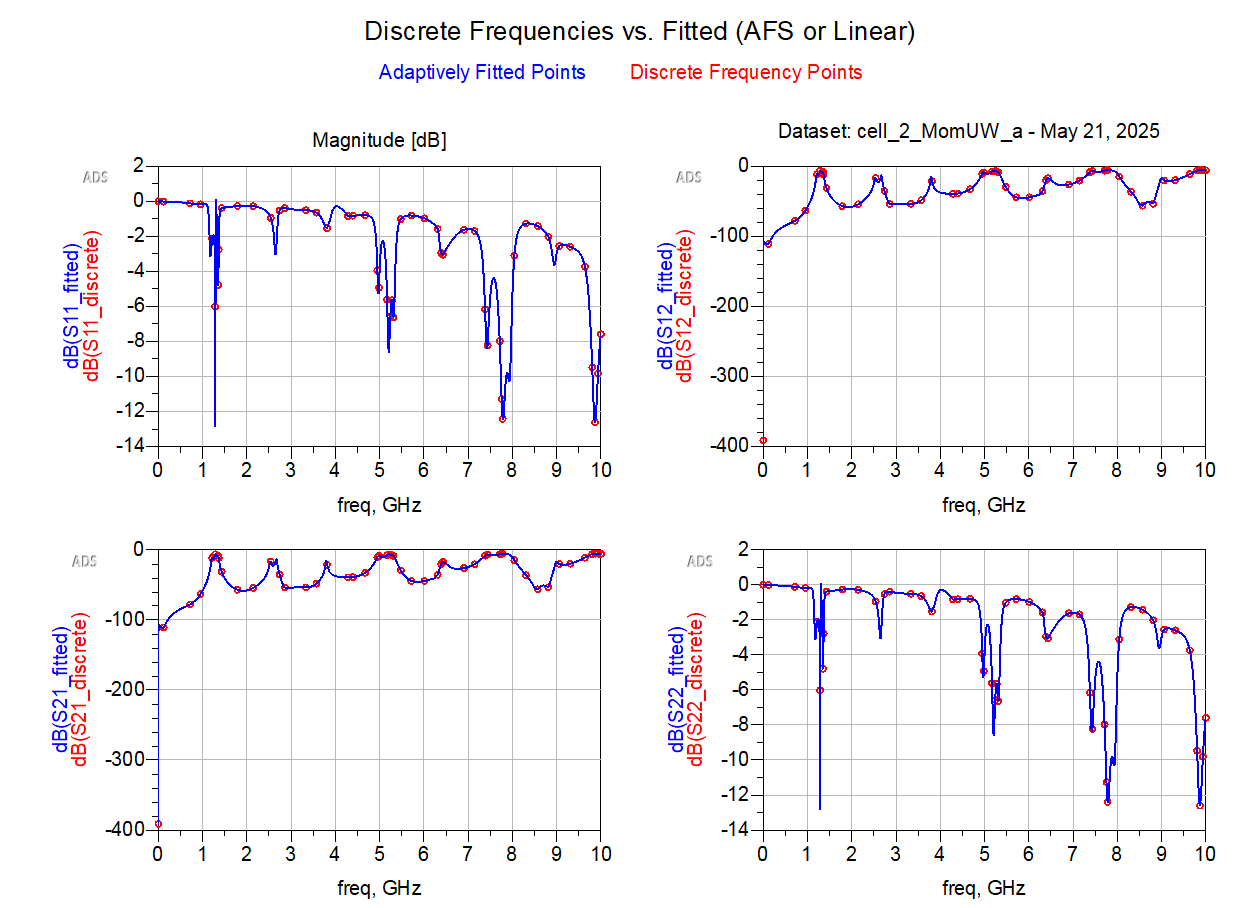 Discrete Frequencies vs. Fitted (AFS or Linear)
Adaptively Fitted Points
Discrete Frequency Points
Magnitude [dB]
ADS
dB(S11_fitted)
dB(S11_discrete)
2
0
-2
-4
-6
-8
-10
-12
-14
0 1 2 3 4 5 6 7 8 9 10
freq, GHz
Dataset: cell_2_MomUW_a - May 21, 2025
ADS
dB(S12_fitted)
dB(S12_discrete)
0
-100
-200
-300
-400
0 1 2 3 4 5 6 7 8 9 10
freq, GHz
ADS
dB(S21_fitted)
dB(S21_discrete)
0
-100
-200
-300
-400
0 1 2 3 4 5 6 7 8 9 10
freq, GHz
ADS
dB(S22_fitted)
dB(S22_discrete)
2
0
-2
-4
-6
-8
-10
-12
-14
0 1 2 3 4 5 6 7 8 9 10
freq, GHz